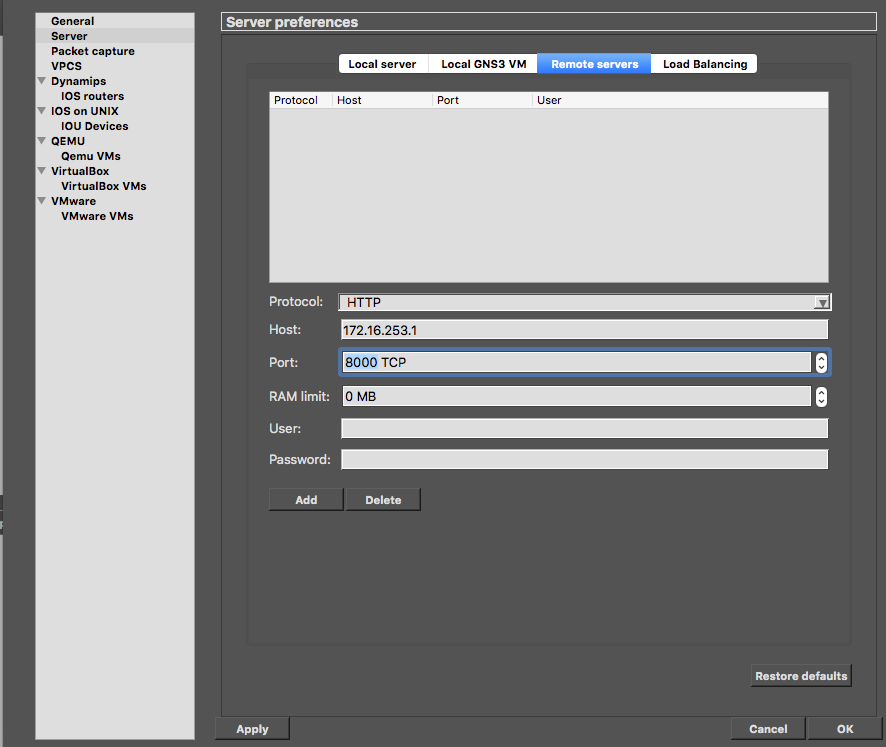 General
Server
Packet capture
VPCS
Dynamips
IOS routers
IOS on UNIX
IOU Devices
QEMU
Qemu VMs
VirtualBox
VirtualBox VMs
VMware
VMware VMs
Server preferences
Local server Local GNS3 VM Remote servers Load Balancing
Protocol Host Port User
Protocol: HTTP
Host: 172.16.253.1
Port: 8000 TCP
RAM limit: 0 MB
User:
Password:
Add Delete
Restore defaults
Apply Cancel OK